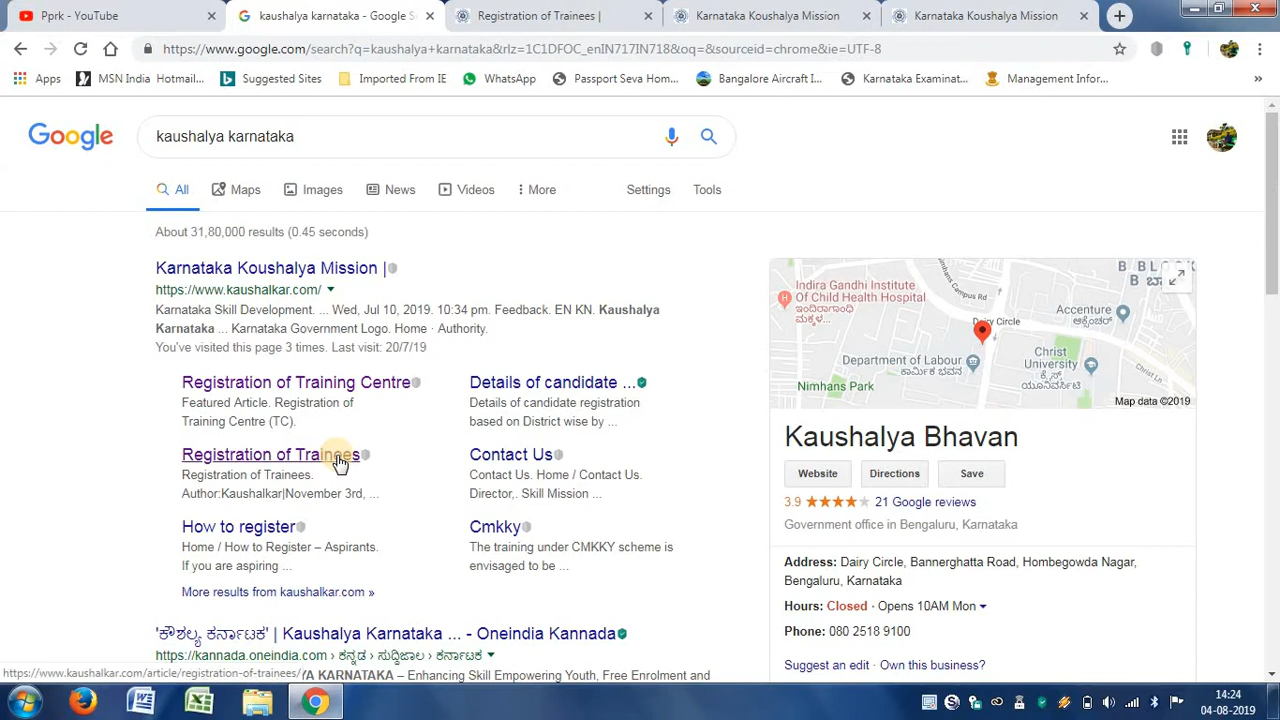 Pprk - YouTube
kaushalya karnataka - Google S
Registration of Trainees |
Karnataka Koushalya Mission |
Karnataka Koushalya Mission |
https://www.google.com/search?q=kaushalya+karnataka&rlz=1C1DFOC_enIN717IN718&oq=&sourceid=chrome&ie=UTF-8
Apps
MSN India Hotmail...
Suggested Sites
Imported From IE
WhatsApp
Passport Seva Hom...
Bangalore Aircraft I...
Karnataka Examinat...
Management Infor...
»
Google
kaushalya karnataka
All
Maps
Images
News
Videos
More
Settings
Tools
About 31,80,000 results (0.45 seconds)
Karnataka Koushalya Mission |
https://www.kaushalkar.com/
Karnataka Skill Development. ... Wed, Jul 10, 2019. 10:34 pm. Feedback. EN KN. Kaushalya
Karnataka ... Karnataka Government Logo. Home · Authority.
You've visited this page 3 times. Last visit: 20/7/19
Registration of Training Centre
Featured Article. Registration of
Training Centre (TC).
Details of candidate ...
Details of candidate registration
based on District wise by ...
Registration of Trainees
Registration of Trainees.
Author:Kaushalkar|November 3rd, ...
Contact Us
Contact Us. Home / Contact Us.
Director,. Skill Mission ...
How to register
Home / How to Register – Aspirants.
If you are aspiring ...
Cmkky
The training under CMKKY scheme is
envisaged to be ...
More results from kaushalkar.com »
'ಕೌಶಲ್ಯ ಕರ್ನಾಟಕ' | Kaushalya Karnataka ... - Oneindia Kannada
https://kannada.oneindia.com › ಕನ್ನಡ › ಸುದ್ದಿಜಾಲ › ಕರ್ನಾಟಕ
YA KARNATAKA – Enhancing Skill Empowering Youth, Free Enrolment and
https://www.kaushalkar.com/article/registration-of-trainees/
Indira Gandhi Institute
Of Child Health Hospital
B BLOCK
Dairy Circle
Accenture
Department of Labour
ಕಾರ್ಮಿಕ ಭವನ
Christ
University
Nimhans Park
Map data ©2019
Kaushalya Bhavan
Website
Directions
Save
3.9
21 Google reviews
Government office in Bengaluru, Karnataka
Address: Dairy Circle, Bannerghatta Road, Hombegowda Nagar,
Bengaluru, Karnataka
Hours: Closed · Opens 10AM Mon
Phone: 080 2518 9100
Suggest an edit · Own this business?
14:24
04-08-2019